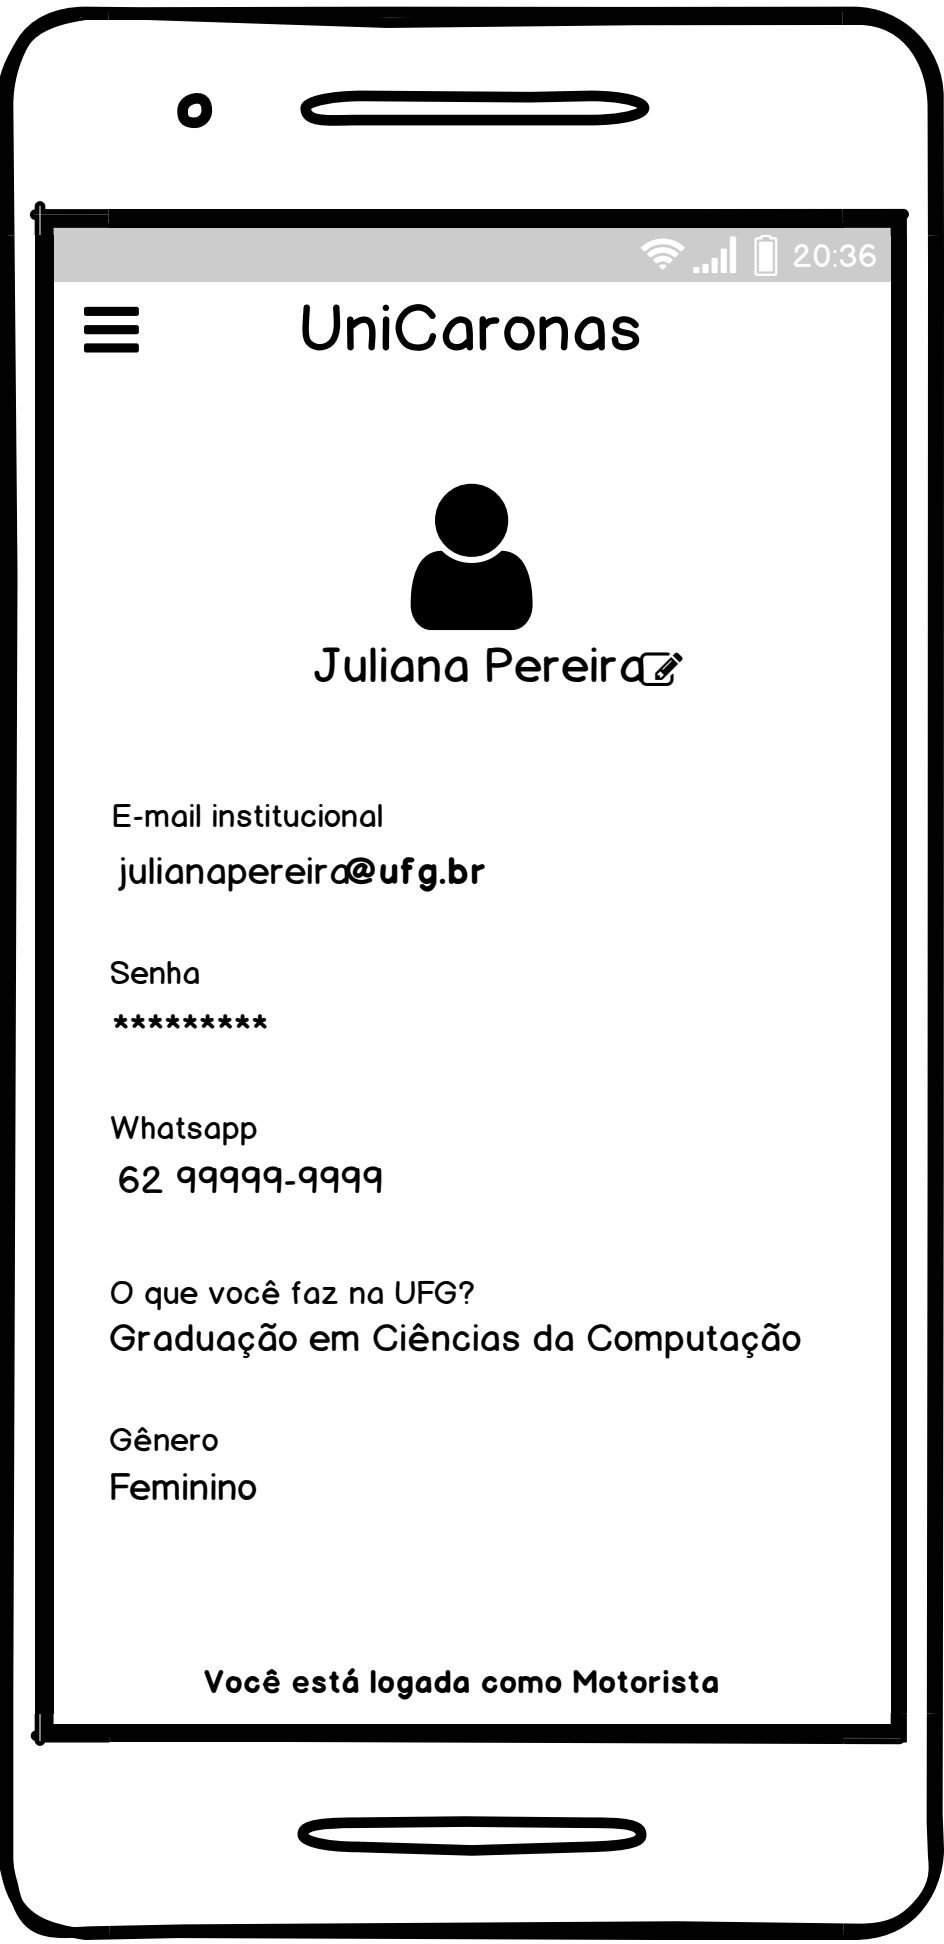 20:36
UniCaronas
Juliana Pereira
E-mail institucional
julianapereira@ufg.br
Senha
*********
Whatsapp
62 99999-9999
O que você faz na UFG?
Graduação em Ciências da Computação
Gênero
Feminino
Você está logada como Motorista